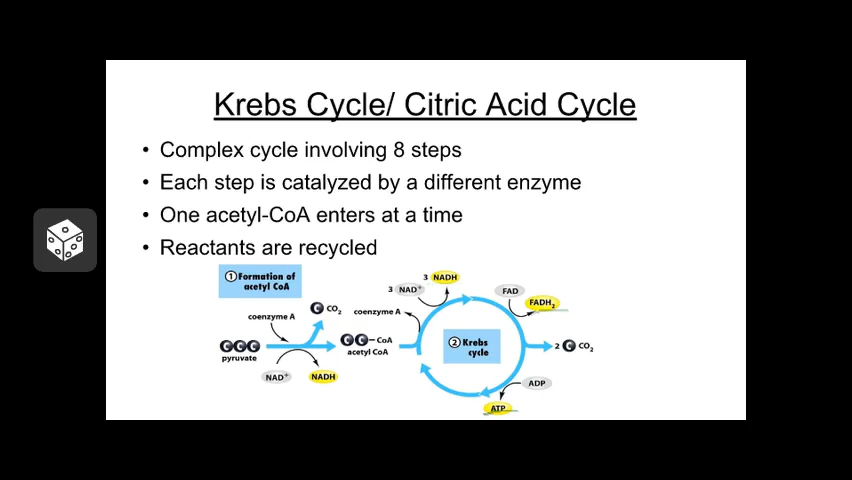 Krebs Cycle/ Citric Acid Cycle
• Complex cycle involving 8 steps
• Each step is catalyzed by a different enzyme
• One acetyl-CoA enters at a time
• Reactants are recycled
1 Formation of
acetyl CoA
coenzyme A
C CO₂
C C C
pyruvate
NAD⁺
NADH
C C – CoA
acetyl CoA
coenzyme A
3 NAD⁺
3 NADH
FAD
FADH₂
2 Krebs
cycle
2 C CO₂
ADP
ATP